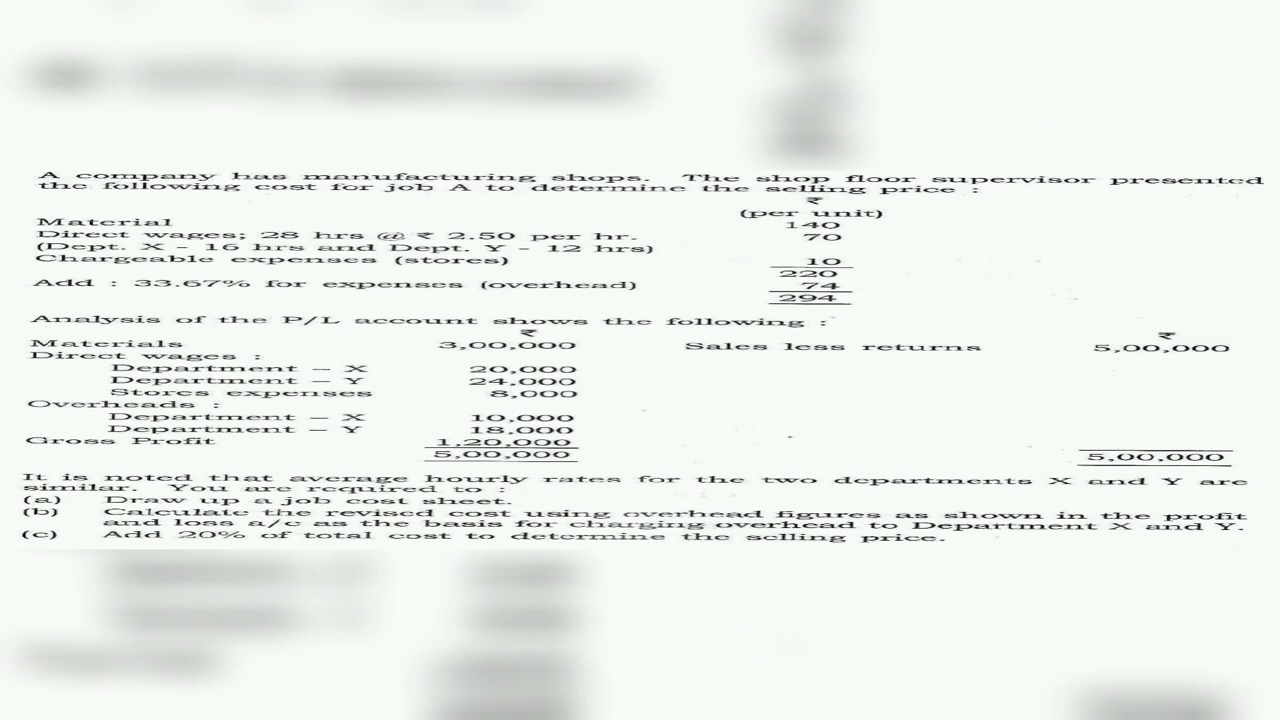 A company has manufacturing shops. The shop floor supervisor presented
the following cost for job A to determine the selling price :
₹
(per unit)
Material 140
Direct wages; 28 hrs @ ₹ 2.50 per hr. 70
(Dept. X – 16 hrs and Dept. Y – 12 hrs)
Chargeable expenses (stores) 10
220
Add : 33.67% for expenses (overhead) 74
294
Analysis of the P/L account shows the following :
₹ ₹
Materials 3,00,000 Sales less returns 5,00,000
Direct wages :
Department – X 20,000
Department – Y 24,000
Stores expenses 8,000
Overheads :
Department – X 10,000
Department – Y 18,000
Gross Profit 1,20,000
5,00,000 5,00,000
It is noted that average hourly rates for the two departments X and Y are
similar. You are required to :
(a) Draw up a job cost sheet.
(b) Calculate the revised cost using overhead figures as shown in the profit
and loss a/c as the basis for charging overhead to Department X and Y.
(c) Add 20% of total cost to determine the selling price.